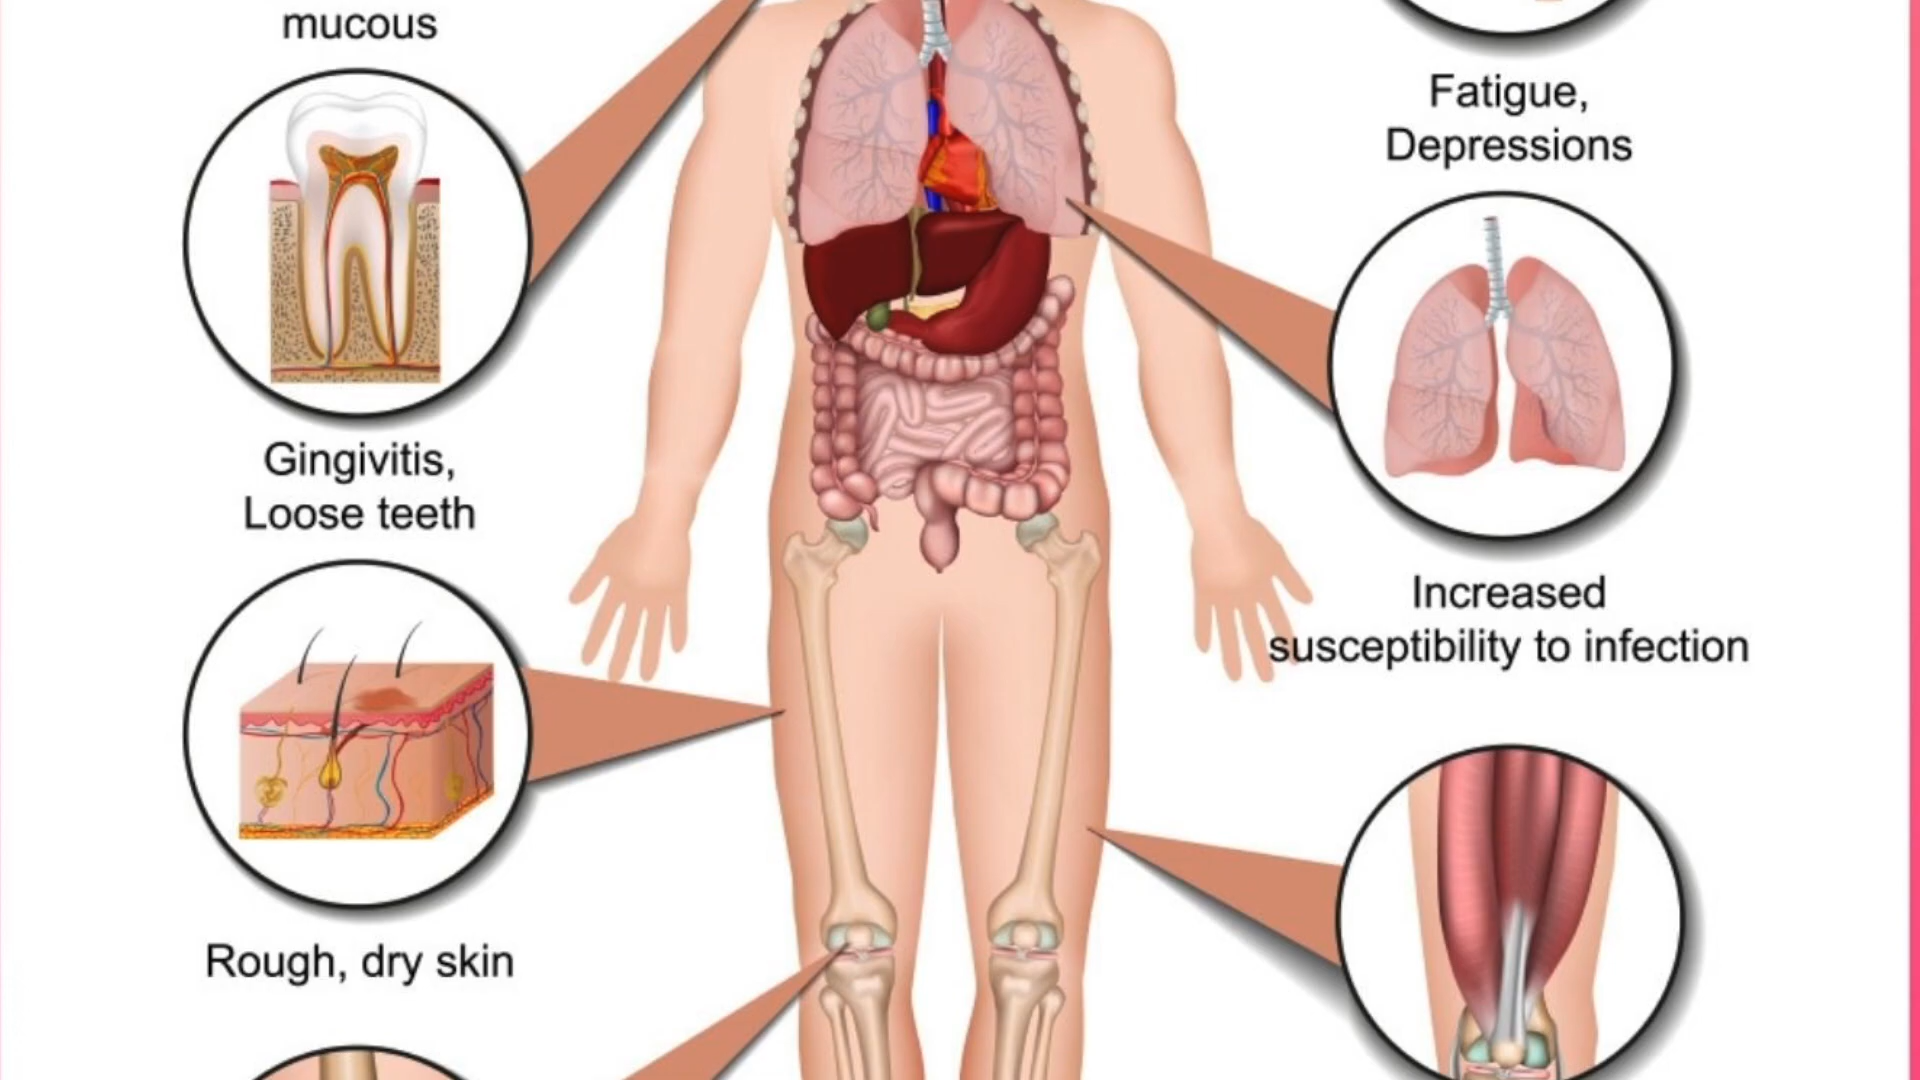 mucous
Gingivitis,
Loose teeth
Rough, dry skin
Fatigue,
Depressions
Increased
susceptibility to infection